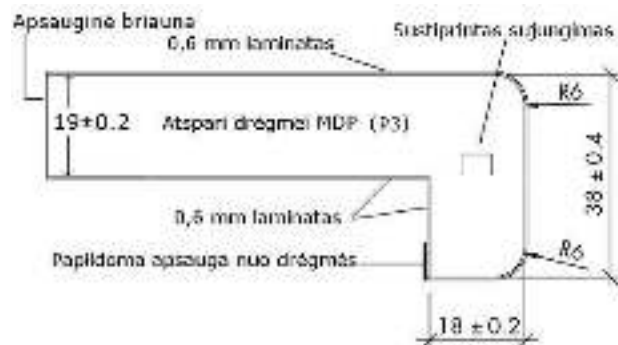 Apsauginė briauna
0,6 mm laminatas
Sustiprintas sujungimas
R6
19±0.2
Atspari drėgmei MDP (P3)
38±0.4
0,6 mm laminatas
R6
Papildoma apsauga nuo drėgmės
18±0.2